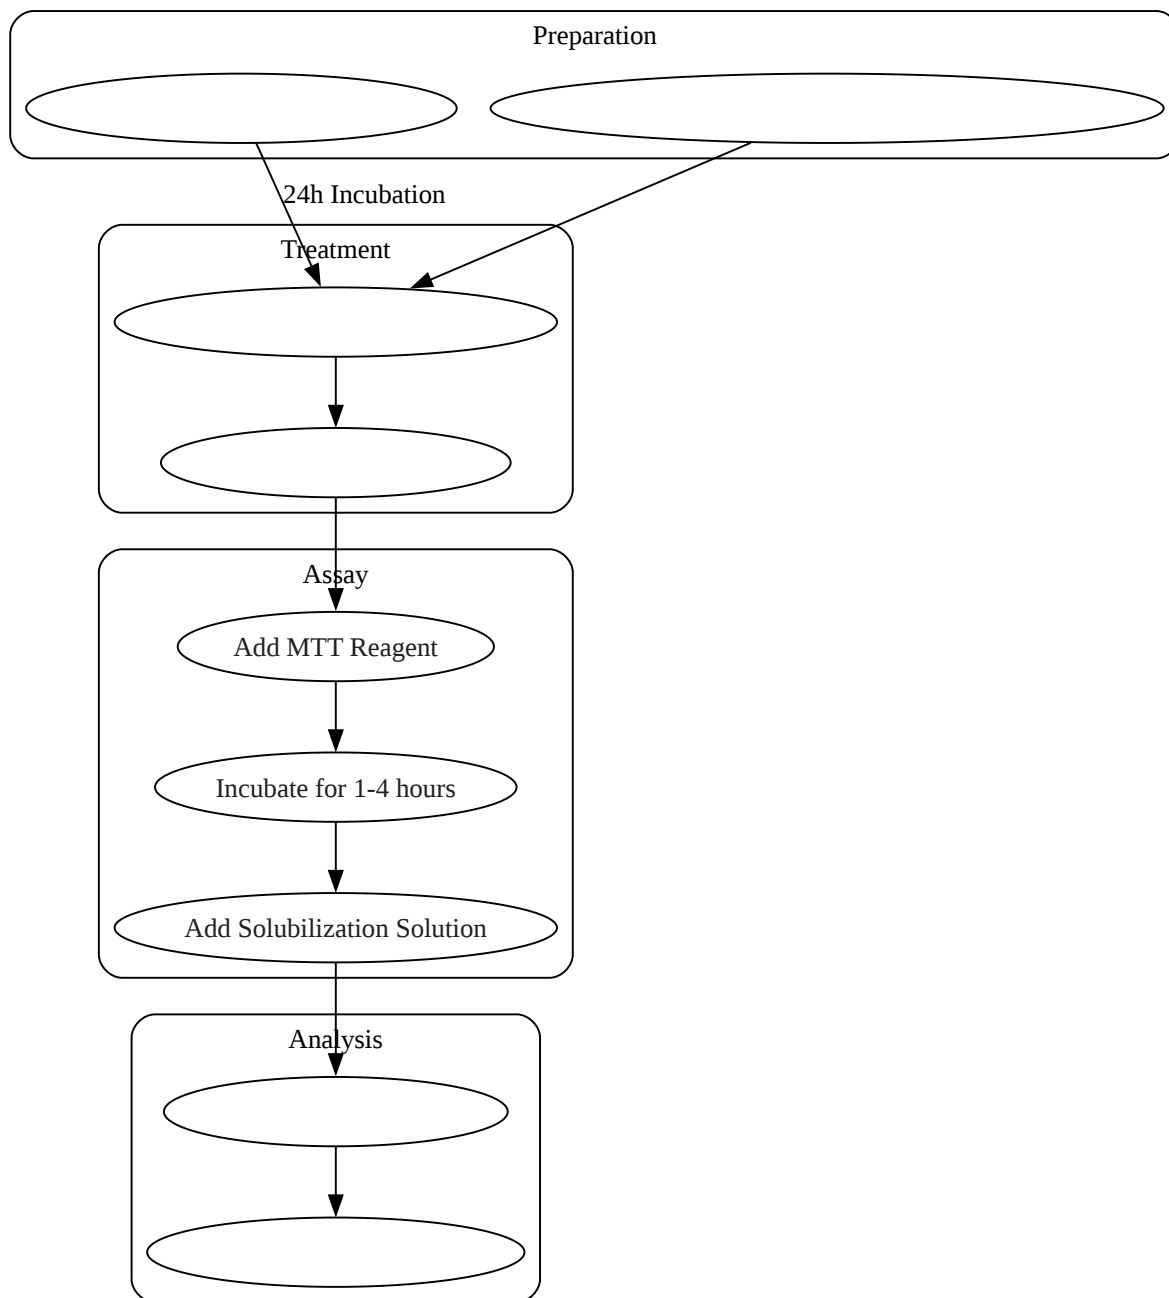 Preparation
24h Incubation
Treatment
Assay
Add MTT Reagent
Incubate for 1-4 hours
Add Solubilization Solution
Analysis